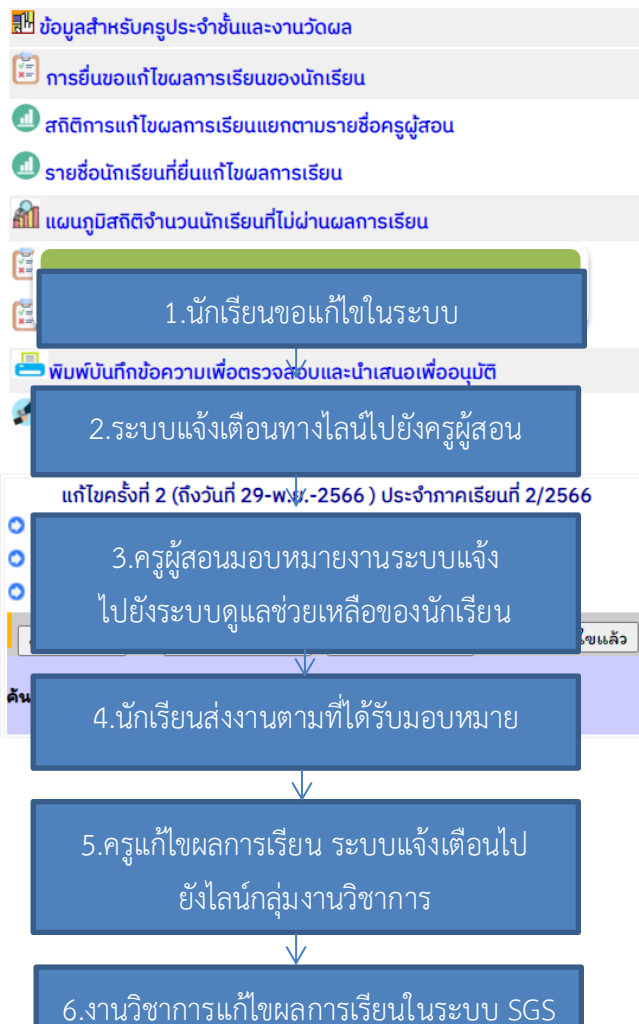 ข้อมูลสำหรับครูประจำชั้นและงานวัดผล
การยื่นขอแก้ไขผลการเรียนของนักเรียน
สถิติการแก้ไขผลการเรียนแยกตามรายชื่อครูผู้สอน
รายชื่อนักเรียนที่ยื่นแก้ไขผลการเรียน
แผนภูมิสถิติจำนวนนักเรียนที่ไม่ผ่านผลการเรียน
1.นักเรียนขอแก้ไขในระบบ
พิมพ์บันทึกข้อความเพื่อตรวจสอบและนำเสนอเพื่ออนุมัติ
2.ระบบแจ้งเตือนทางไลน์ไปยังครูผู้สอน
แก้ไขครั้งที่ 2 (ถึงวันที่ 29-พ.ย.-2566 ) ประจำภาคเรียนที่ 2/2566
3.ครูผู้สอนมอบหมายงานระบบแจ้ง
ไปยังระบบดูแลช่วยเหลือของนักเรียน
4.นักเรียนส่งงานตามที่ได้รับมอบหมาย
5.ครูแก้ไขผลการเรียน ระบบแจ้งเตือนไป
ยังไลน์กลุ่มงานวิชาการ
6.งานวิชาการแก้ไขผลการเรียนในระบบ SGS